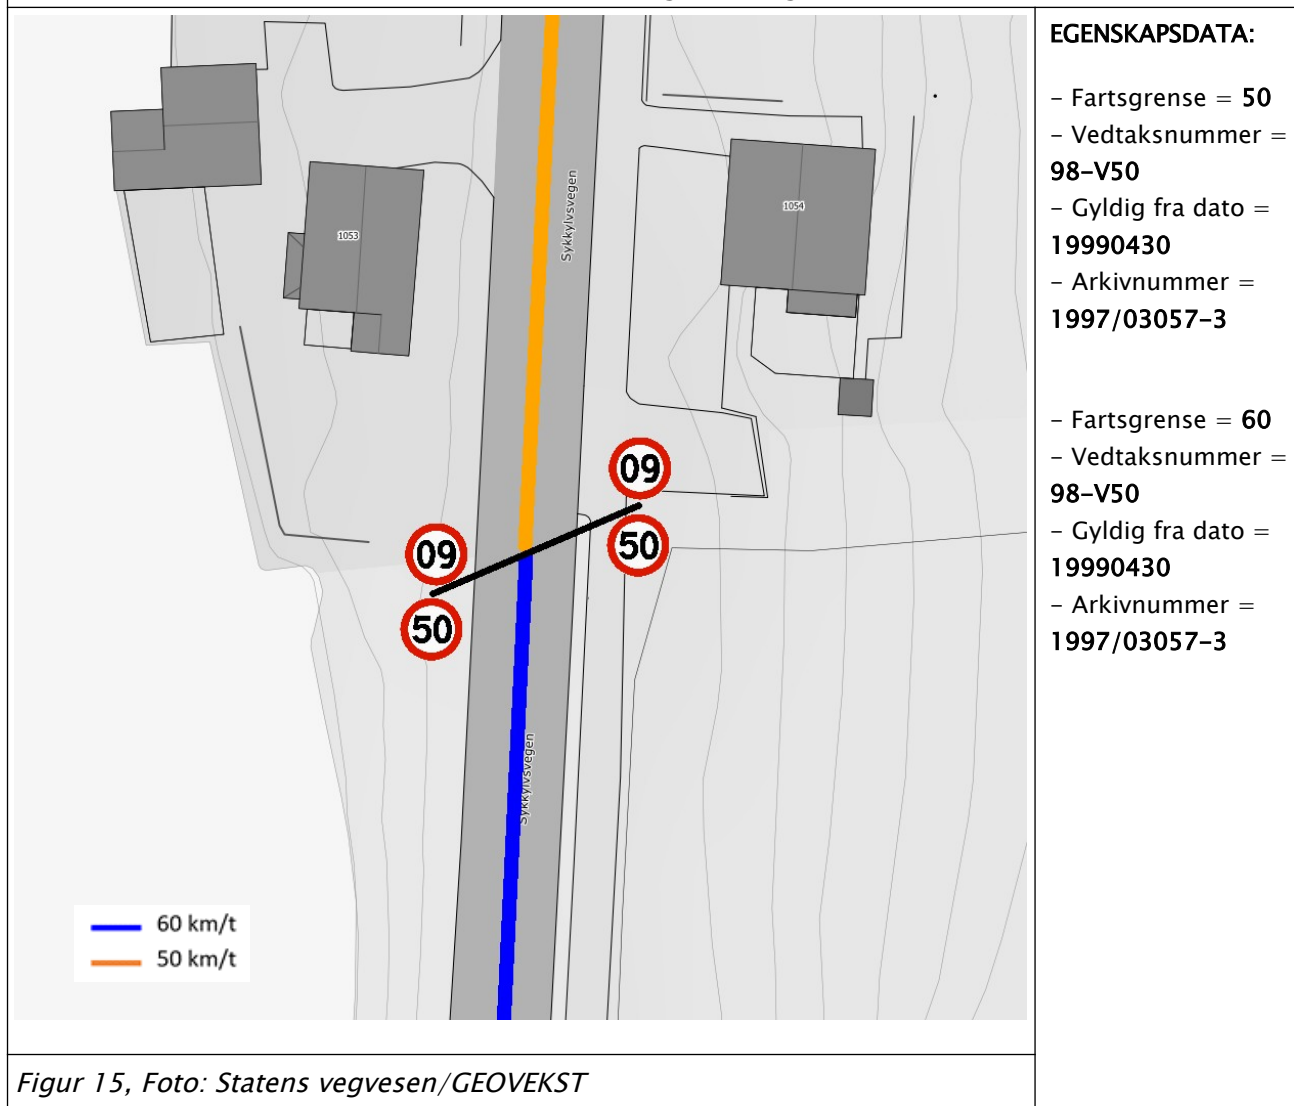 EGENSKAPSDATA:
- Fartsgrense = 50
- Vedtaksnummer =
98-V50
- Gyldig fra dato =
19990430
- Arkivnummer =
1997/03057-3
- Fartsgrense = 60
- Vedtaksnummer =
98-V50
- Gyldig fra dato =
19990430
- Arkivnummer =
1997/03057-3
Sykkylvsvegen
1053
1054
09
50
09
50
Sykkylvsvegen
60 km/t
50 km/t
Figur 15, Foto: Statens vegvesen/GEOVEKST